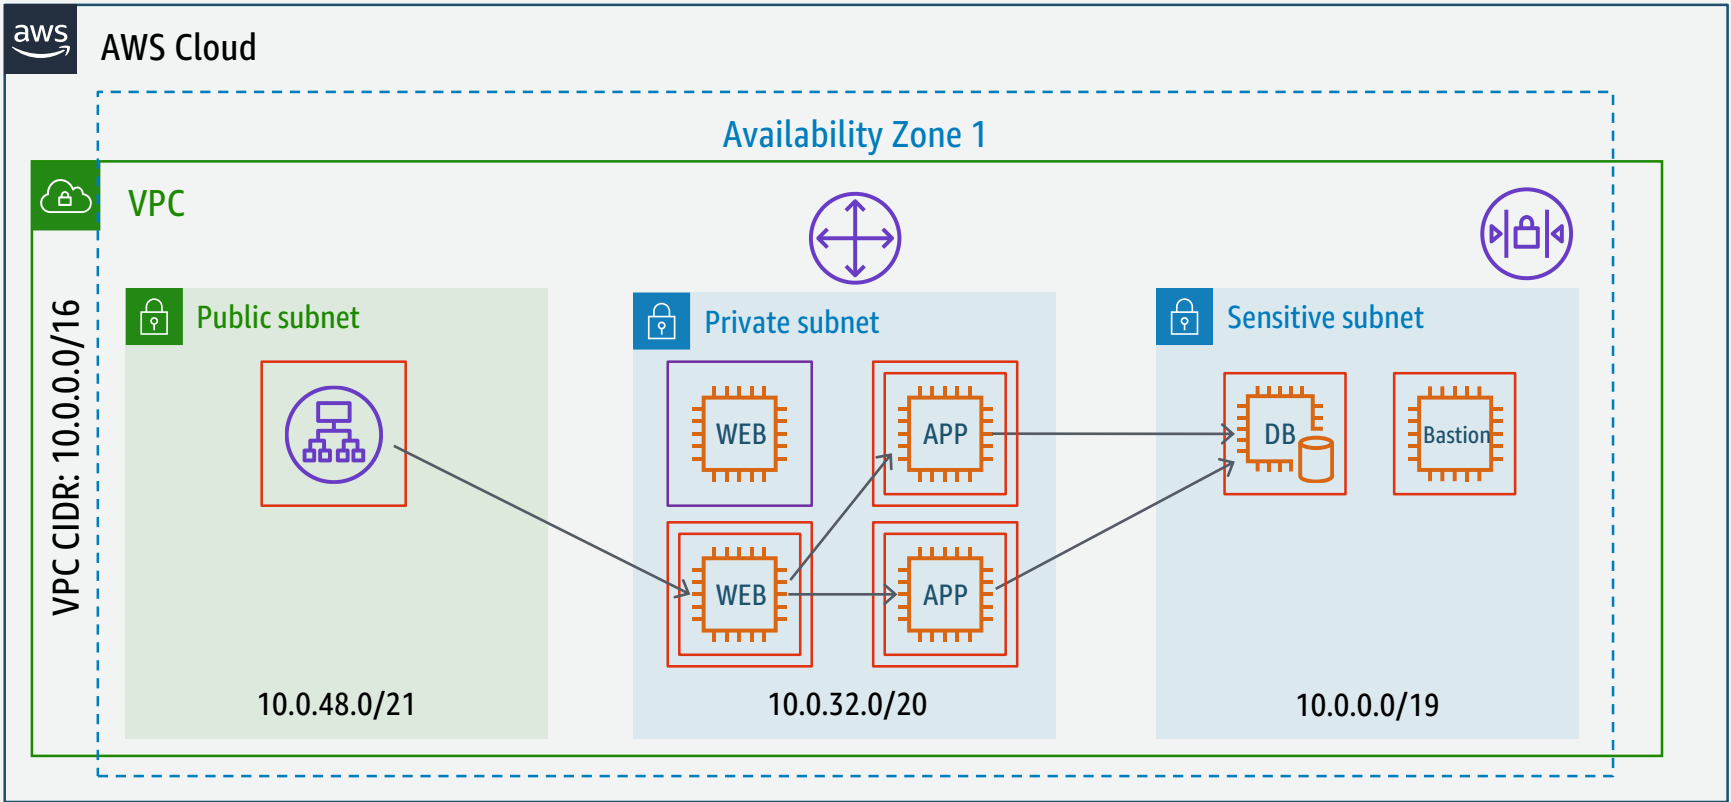 aws
AWS Cloud
Availability Zone 1
VPC
VPC CIDR: 10.0.0.0/16
Public subnet
10.0.48.0/21
Private subnet
WEB
APP
WEB
APP
10.0.32.0/20
Sensitive subnet
DB
Bastion
10.0.0.0/19